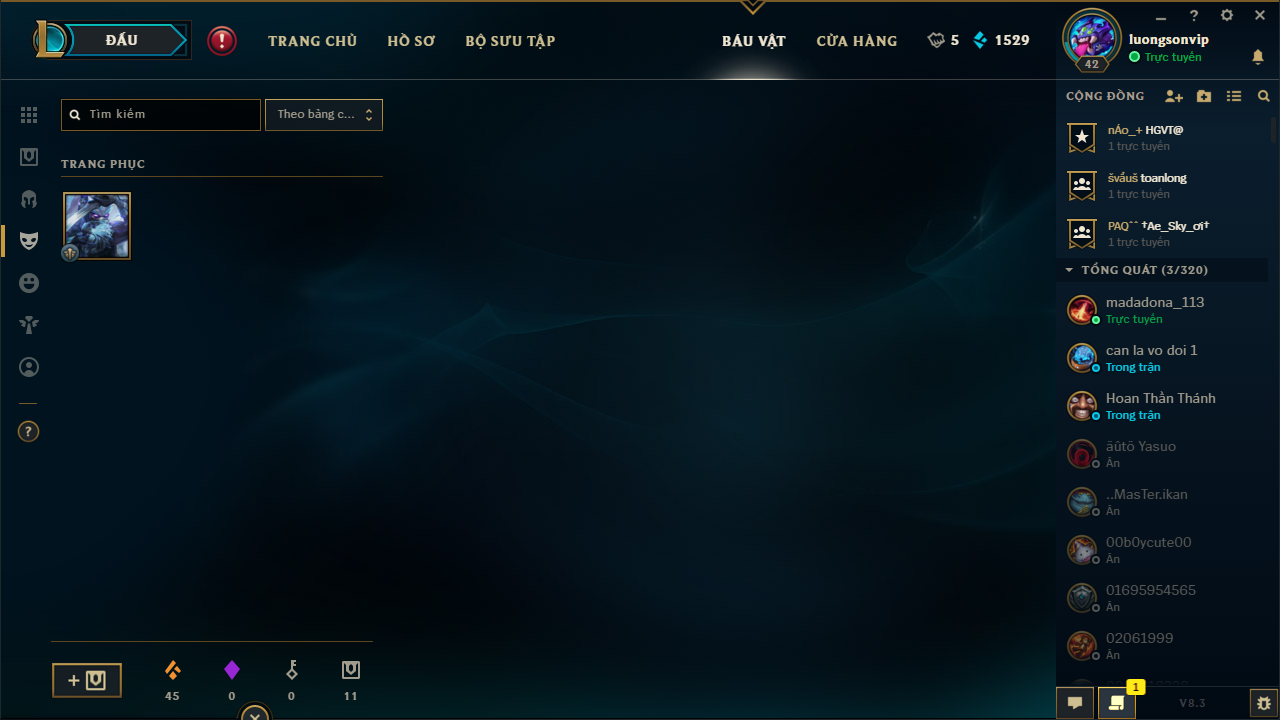 ĐẤU
TRANG CHỦ
HỒ SƠ
BỘ SƯU TẬP
BÁU VẬT
CỬA HÀNG
5
1529
?
42
luongsonvip
Trực tuyến
Tìm kiếm
Theo bảng c...
TRANG PHỤC
?
CỘNG ĐỒNG
nÁo_+ HGVT@
1 trực tuyến
švẩuš toanlong
1 trực tuyến
PAQˆˆ †Ae_Sky_ơi†
1 trực tuyến
TỔNG QUÁT (3/320)
madadona_113
Trực tuyến
can la vo doi 1
Trong trận
Hoan Thần Thánh
Trong trận
äûtö Yasuo
Ẩn
..MasTer.ikan
Ẩn
00b0ycute00
Ẩn
01695954565
Ẩn
02061999
Ẩn
45
0
0
11
1
V8.3